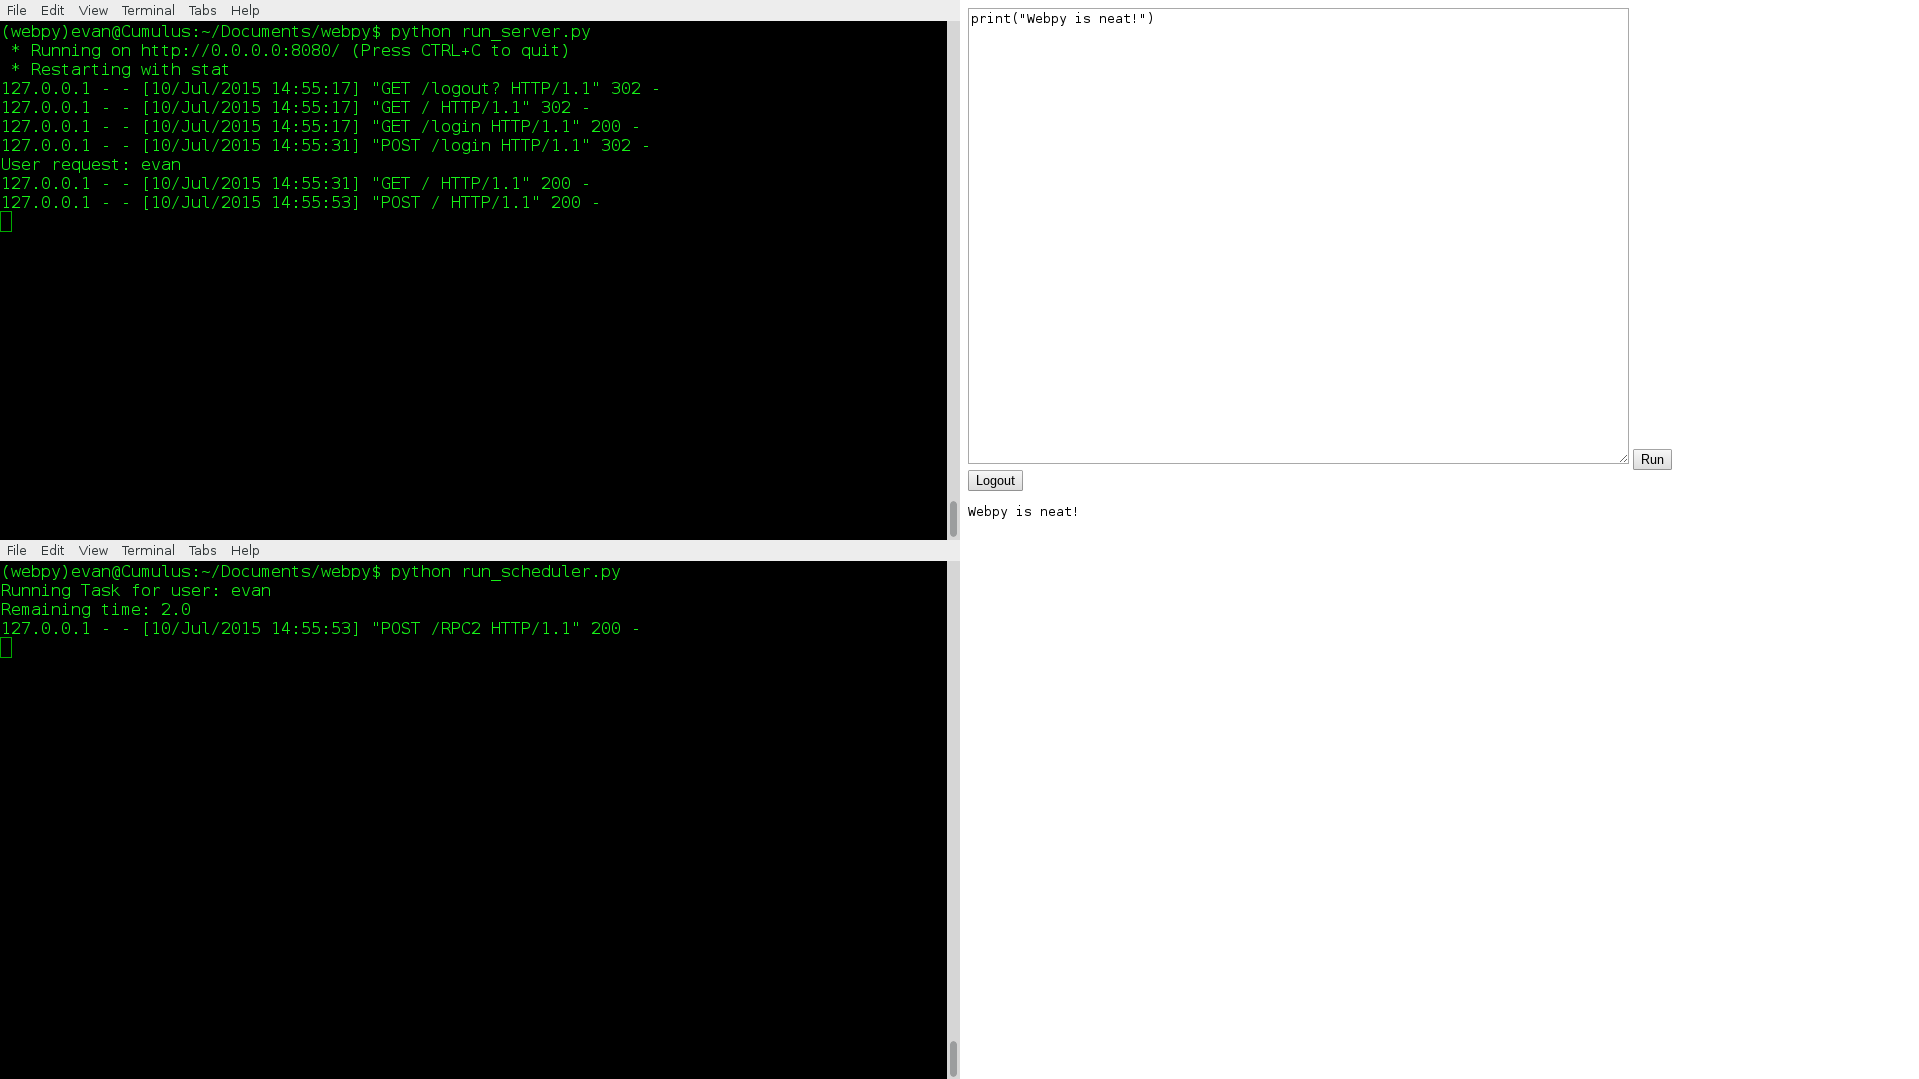 File Edit View Terminal Tabs Help
(webpy)evan@Cumulus:~/Documents/webpy$ python run_server.py
 * Running on http://0.0.0.0:8080/ (Press CTRL+C to quit)
 * Restarting with stat
127.0.0.1 - - [10/Jul/2015 14:55:17] "GET /logout? HTTP/1.1" 302 -
127.0.0.1 - - [10/Jul/2015 14:55:17] "GET / HTTP/1.1" 302 -
127.0.0.1 - - [10/Jul/2015 14:55:17] "GET /login HTTP/1.1" 200 -
127.0.0.1 - - [10/Jul/2015 14:55:31] "POST /login HTTP/1.1" 302 -
User request: evan
127.0.0.1 - - [10/Jul/2015 14:55:31] "GET / HTTP/1.1" 200 -
127.0.0.1 - - [10/Jul/2015 14:55:53] "POST / HTTP/1.1" 200 -
File Edit View Terminal Tabs Help
(webpy)evan@Cumulus:~/Documents/webpy$ python run_scheduler.py
Running Task for user: evan
Remaining time: 2.0
127.0.0.1 - - [10/Jul/2015 14:55:53] "POST /RPC2 HTTP/1.1" 200 -
print("Webpy is neat!")
Run
Logout
Webpy is neat!